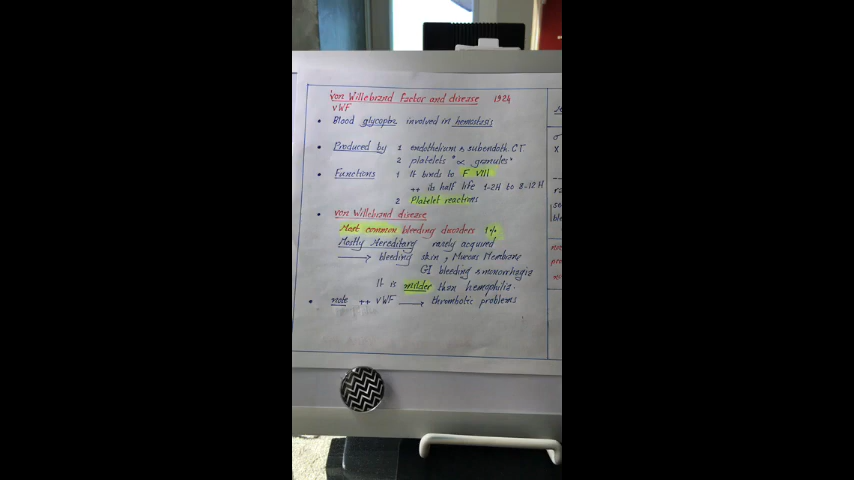 von Willebrand Factor and disease 1924
vWF
• Blood glycoptn involved in hemostasis
• Produced by 1 endothelium & subendoth. CT
2 platelets "α granules"
• Functions 1 It binds to F VIII
++ its half life 1-2H to 8-12H
2 Platelet reactions
• von Willebrand disease
Most common bleeding disorders 1%
Mostly Hereditary rarely acquired
→ bleeding skin, Mucous Membrane
GI bleeding & menorrhagia
It is milder than hemophilia.
• note ++ vWF → thrombotic problems